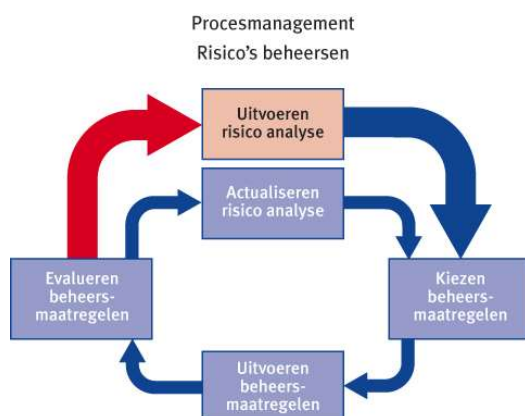 Procesmanagement
Risico's beheersen
Uitvoeren
risico analyse
Actualiseren
risico analyse
Evalueren
beheers-
maatregelen
Kiezen
beheers-
maatregelen
Uitvoeren
beheers-
maatregelen